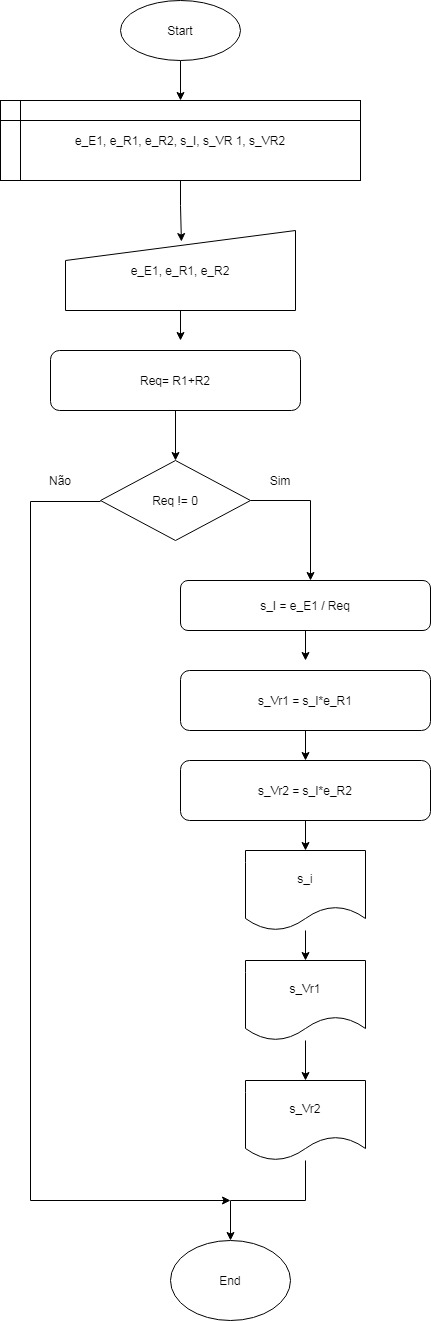 Start
e_E1, e_R1, e_R2, s_I, s_VR 1, s_VR2
e_E1, e_R1, e_R2
Req= R1+R2
Não
Req != 0
Sim
s_I = e_E1 / Req
s_Vr1 = s_I*e_R1
s_Vr2 = s_I*e_R2
s_i
s_Vr1
s_Vr2
End